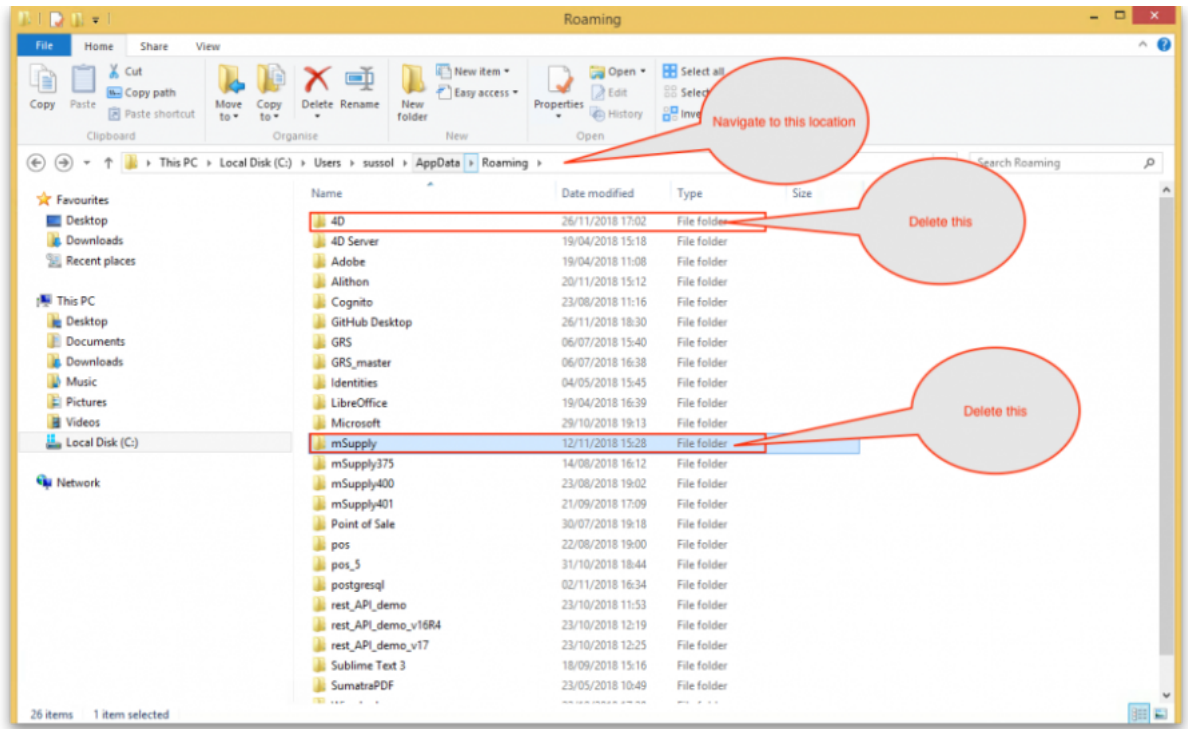 Roaming
File Home Share View
Copy Paste Cut Copy path Paste shortcut Move to Copy to Delete Rename New folder New item Easy access Properties Open Edit History Select all Select Inve
Clipboard Organise New Open
This PC Local Disk (C:) Users sussol AppData Roaming Search Roaming
Navigate to this location
Name Date modified Type Size
Favourites
Desktop
Downloads
Recent places
This PC
Desktop
Documents
Downloads
Music
Pictures
Videos
Local Disk (C:)
Network
4D 26/11/2018 17:02 File folder
Delete this
4D Server 19/04/2018 15:18 File folder
Adobe 19/04/2018 11:08 File folder
Alithon 20/11/2018 15:12 File folder
Cognito 23/08/2018 11:16 File folder
GitHub Desktop 26/11/2018 18:30 File folder
GRS 06/07/2018 15:40 File folder
GRS_master 06/07/2018 16:38 File folder
Identities 04/05/2018 15:45 File folder
LibreOffice 19/04/2018 16:39 File folder
Microsoft 29/10/2018 19:13 File folder
Delete this
mSupply 12/11/2018 15:28 File folder
mSupply375 14/08/2018 16:12 File folder
mSupply400 23/08/2018 19:02 File folder
mSupply401 21/09/2018 17:09 File folder
Point of Sale 30/07/2018 19:18 File folder
pos 22/08/2018 19:00 File folder
pos_5 31/10/2018 18:44 File folder
postgresql 02/11/2018 16:34 File folder
rest_API_demo 23/10/2018 11:53 File folder
rest_API_demo_v16R4 23/10/2018 12:19 File folder
rest_API_demo_v17 23/10/2018 12:25 File folder
Sublime Text 3 18/09/2018 15:16 File folder
SumatraPDF 23/05/2018 10:49 File folder
26 items 1 item selected